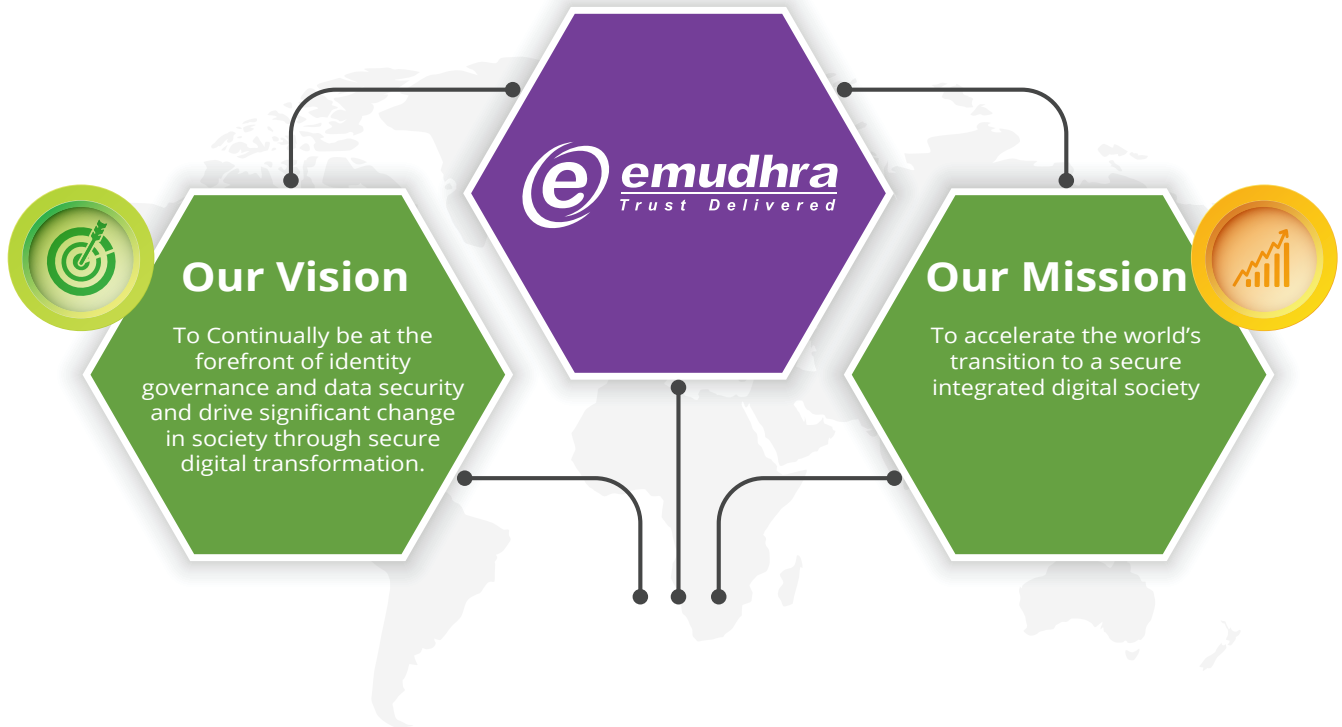 e emudhra
Trust Delivered
Our Vision
To Continually be at the
forefront of identity
governance and data security
and drive significant change
in society through secure
digital transformation.
Our Mission
To accelerate the world’s
transition to a secure
integrated digital society